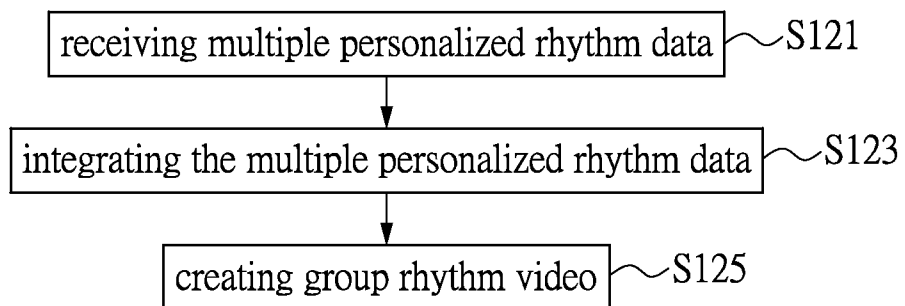 receiving multiple personalized rhythm data S121
integrating the multiple personalized rhythm data S123
creating group rhythm video S125